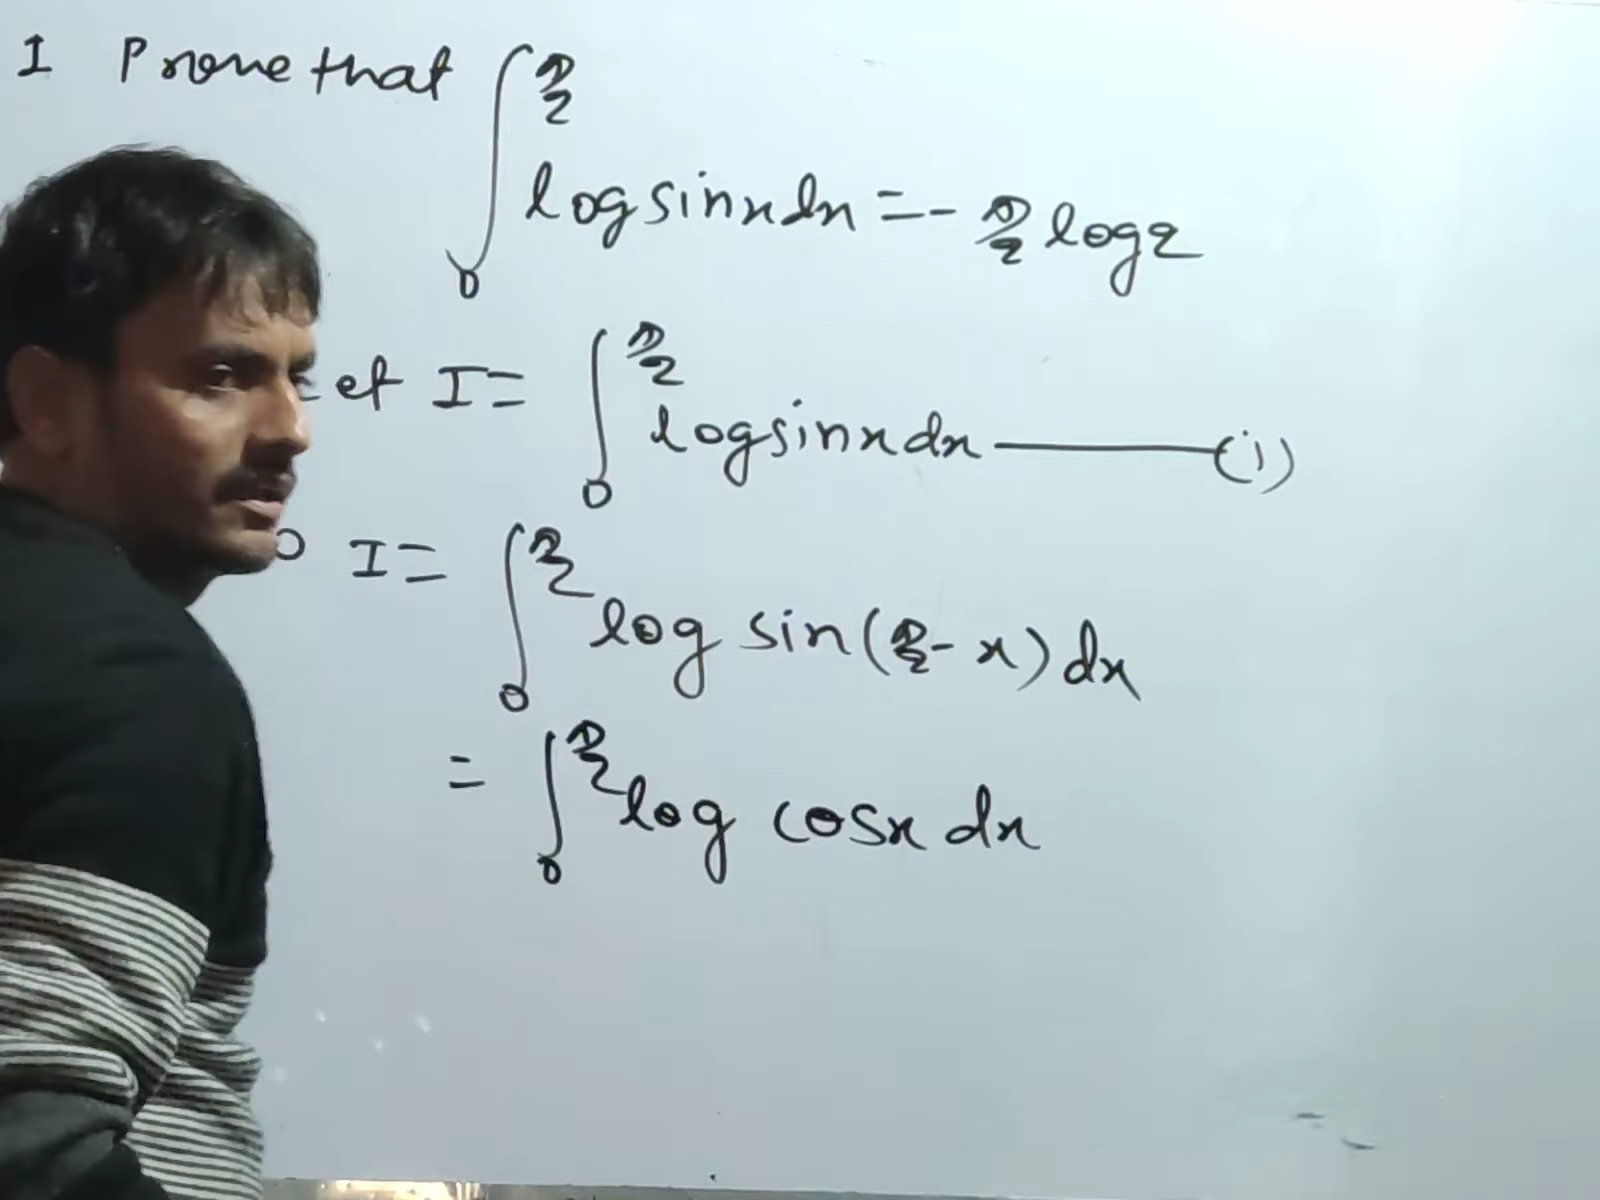 1 Prove that ∫₀^(π/2) log sin x dx = - π/2 log 2
et I = ∫₀^(π/2) log sin x dx —— (i)
o I = ∫₀^(π/2) log sin (π/2 - x) dx
= ∫₀^(π/2) log cos x dx